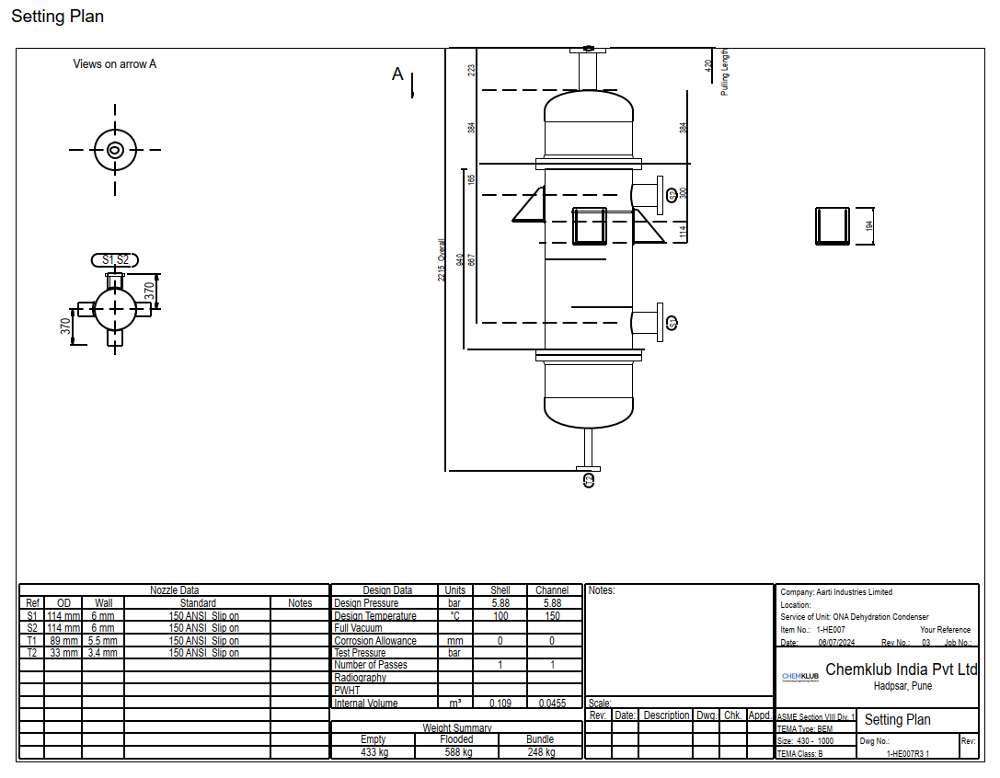 Setting Plan
Views on arrow A
A
223
384
165
2215 Overall
940
667
420
Pulling Length
384
300
114
S2
S1
T2
194
S1,S2
370
370
Nozzle Data
Ref OD Wall Standard Notes
S1 114 mm 6 mm 150 ANSI Slip on
S2 114 mm 6 mm 150 ANSI Slip on
T1 89 mm 5.5 mm 150 ANSI Slip on
T2 33 mm 3.4 mm 150 ANSI Slip on
Design Data Units Shell Channel
Design Pressure bar 5.88 5.88
Design Temperature °C 100 150
Full Vacuum
Corrosion Allowance mm 0 0
Test Pressure bar
Number of Passes 1 1
Radiography
PWHT
Internal Volume m³ 0.109 0.0455
Weight Summary
Empty Flooded Bundle
433 kg 588 kg 248 kg
Notes:
Scale:
Rev: Date: Description Dwg. Chk. Appd.
Company: Aarti Industries Limited
Location:
Service of Unit: ONA Dehydration Condenser
Item No.: 1-HE007 Your Reference
Date: 06/07/2024 Rev No.: 03 Job No.:
CHEMKLUB
Chemklub India Pvt Ltd
Hadpsar, Pune
ASME Section VIII Div. 1
TEMA Type: BEM
Setting Plan
Size: 430 - 1000
TEMA Class: B
Dwg No.: Rev:
1-HE007R3 1